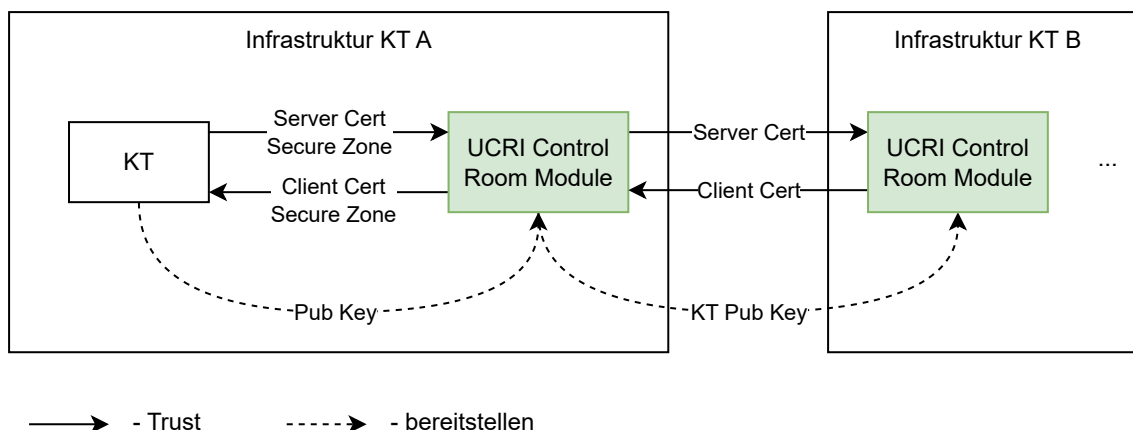 Infrastruktur KT A
Infrastruktur KT B
KT
Server Cert
Secure Zone
Client Cert
Secure Zone
UCRI Control
Room Module
Server Cert
Client Cert
UCRI Control
Room Module
...
Pub Key
KT Pub Key
- Trust
- bereitstellen